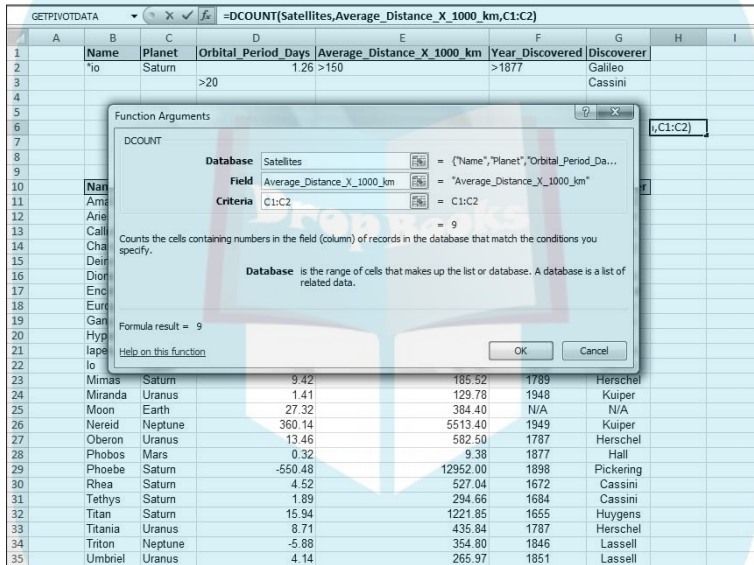 GETPIVOTDATA fx =DCOUNT(Satellites,Average_Distance_X_1000_km,C1:C2)
A B C D E F G H I
1 Name Planet Orbital_Period_Days Average_Distance_X_1000_km Year_Discovered Discoverer
2 *io Saturn 1.26 >150 >1877 Galileo
3 >20 Cassini
4
5 Function Arguments
6 ,C1:C2)
DCOUNT
7
8 Database Satellites = {"Name","Planet","Orbital_Period_Da...
9 Field Average_Distance_X_1000_km = "Average_Distance_X_1000_km"
10 Nan er
11 Ama Criteria C1:C2 = C1:C2
12 Arie = 9
DropBooks
13 Calli Counts the cells containing numbers in the field (column) of records in the database that match the conditions you
14 Cha specify.
15 Deir
16 Dion Database is the range of cells that makes up the list or database. A database is a list of
17 Enc related data.
18 Euro
19 Gan Formula result = 9
20 Hyp
21 Iape Help on this function OK Cancel
22 Io
23 Mimas Saturn 9.42 185.52 1789 Herschel
24 Miranda Uranus 1.41 129.78 1948 Kuiper
25 Moon Earth 27.32 384.40 N/A N/A
26 Nereid Neptune 360.14 5513.40 1949 Kuiper
27 Oberon Uranus 13.46 582.50 1787 Herschel
28 Phobos Mars 0.32 9.38 1877 Hall
29 Phoebe Saturn -550.48 12952.00 1898 Pickering
30 Rhea Saturn 4.52 527.04 1672 Cassini
31 Tethys Saturn 1.89 294.66 1684 Cassini
32 Titan Saturn 15.94 1221.85 1655 Huygens
33 Titania Uranus 8.71 435.84 1787 Herschel
34 Triton Neptune -5.88 354.80 1846 Lassell
35 Umbriel Uranus 4.14 265.97 1851 Lassell